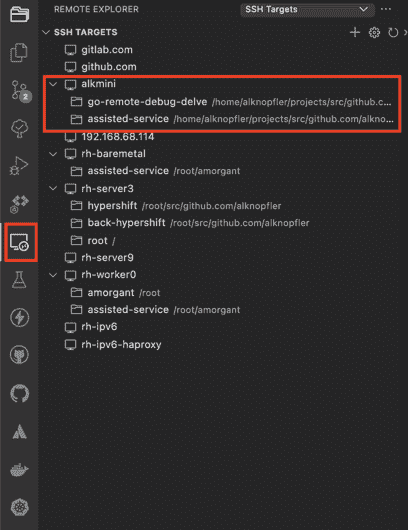 REMOTE EXPLORER SSH Targets
SSH TARGETS
gitlab.com
github.com
alkmini
go-remote-debug-delve /home/alknopfler/projects/src/github.c...
assisted-service /home/alknopfler/projects/src/github.com/alkno...
192.168.68.114
rh-baremetal
assisted-service /root/amorgant
rh-server3
hypershift /root/src/github.com/alknopfler
back-hypershift /root/src/github.com/alknopfler
root /
rh-server9
rh-worker0
amorgant /root
assisted-service /root/amorgant
rh-ipv6
rh-ipv6-haproxy
2